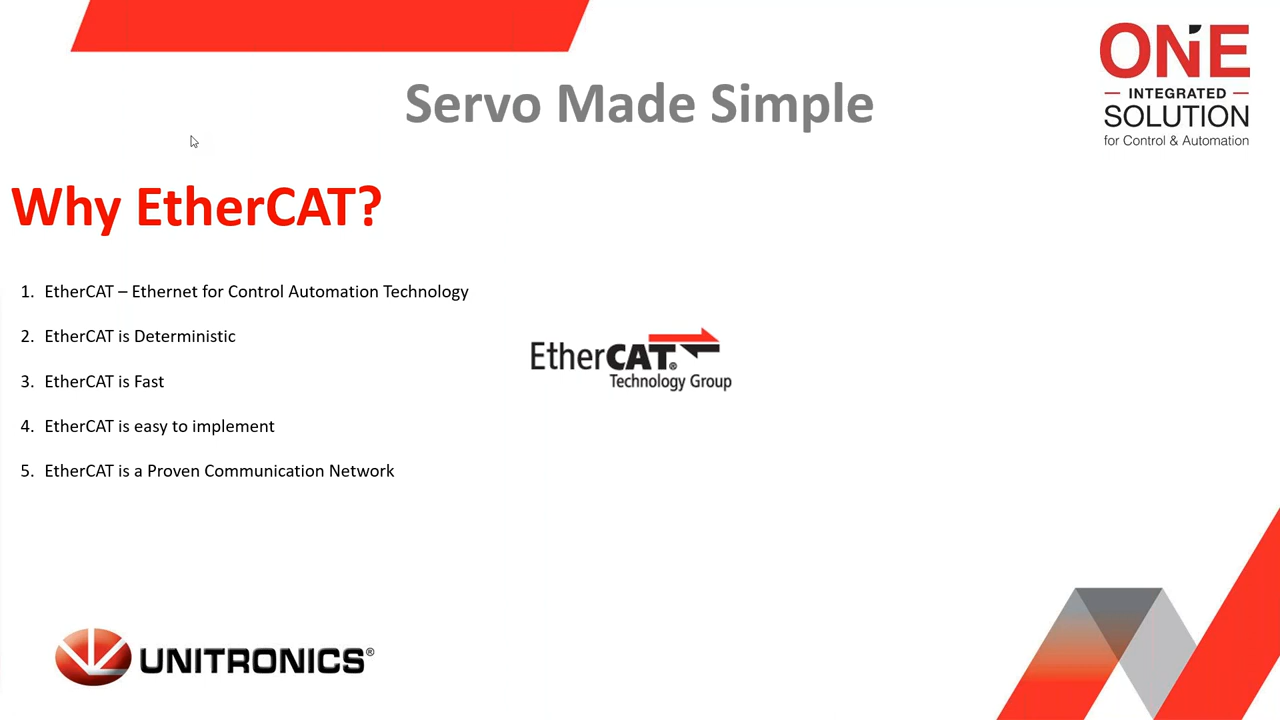 ONE
INTEGRATED
SOLUTION
for Control & Automation
Servo Made Simple
Why EtherCAT?
1. EtherCAT – Ethernet for Control Automation Technology
2. EtherCAT is Deterministic
3. EtherCAT is Fast
4. EtherCAT is easy to implement
5. EtherCAT is a Proven Communication Network
EtherCAT®
Technology Group
UNITRONICS®